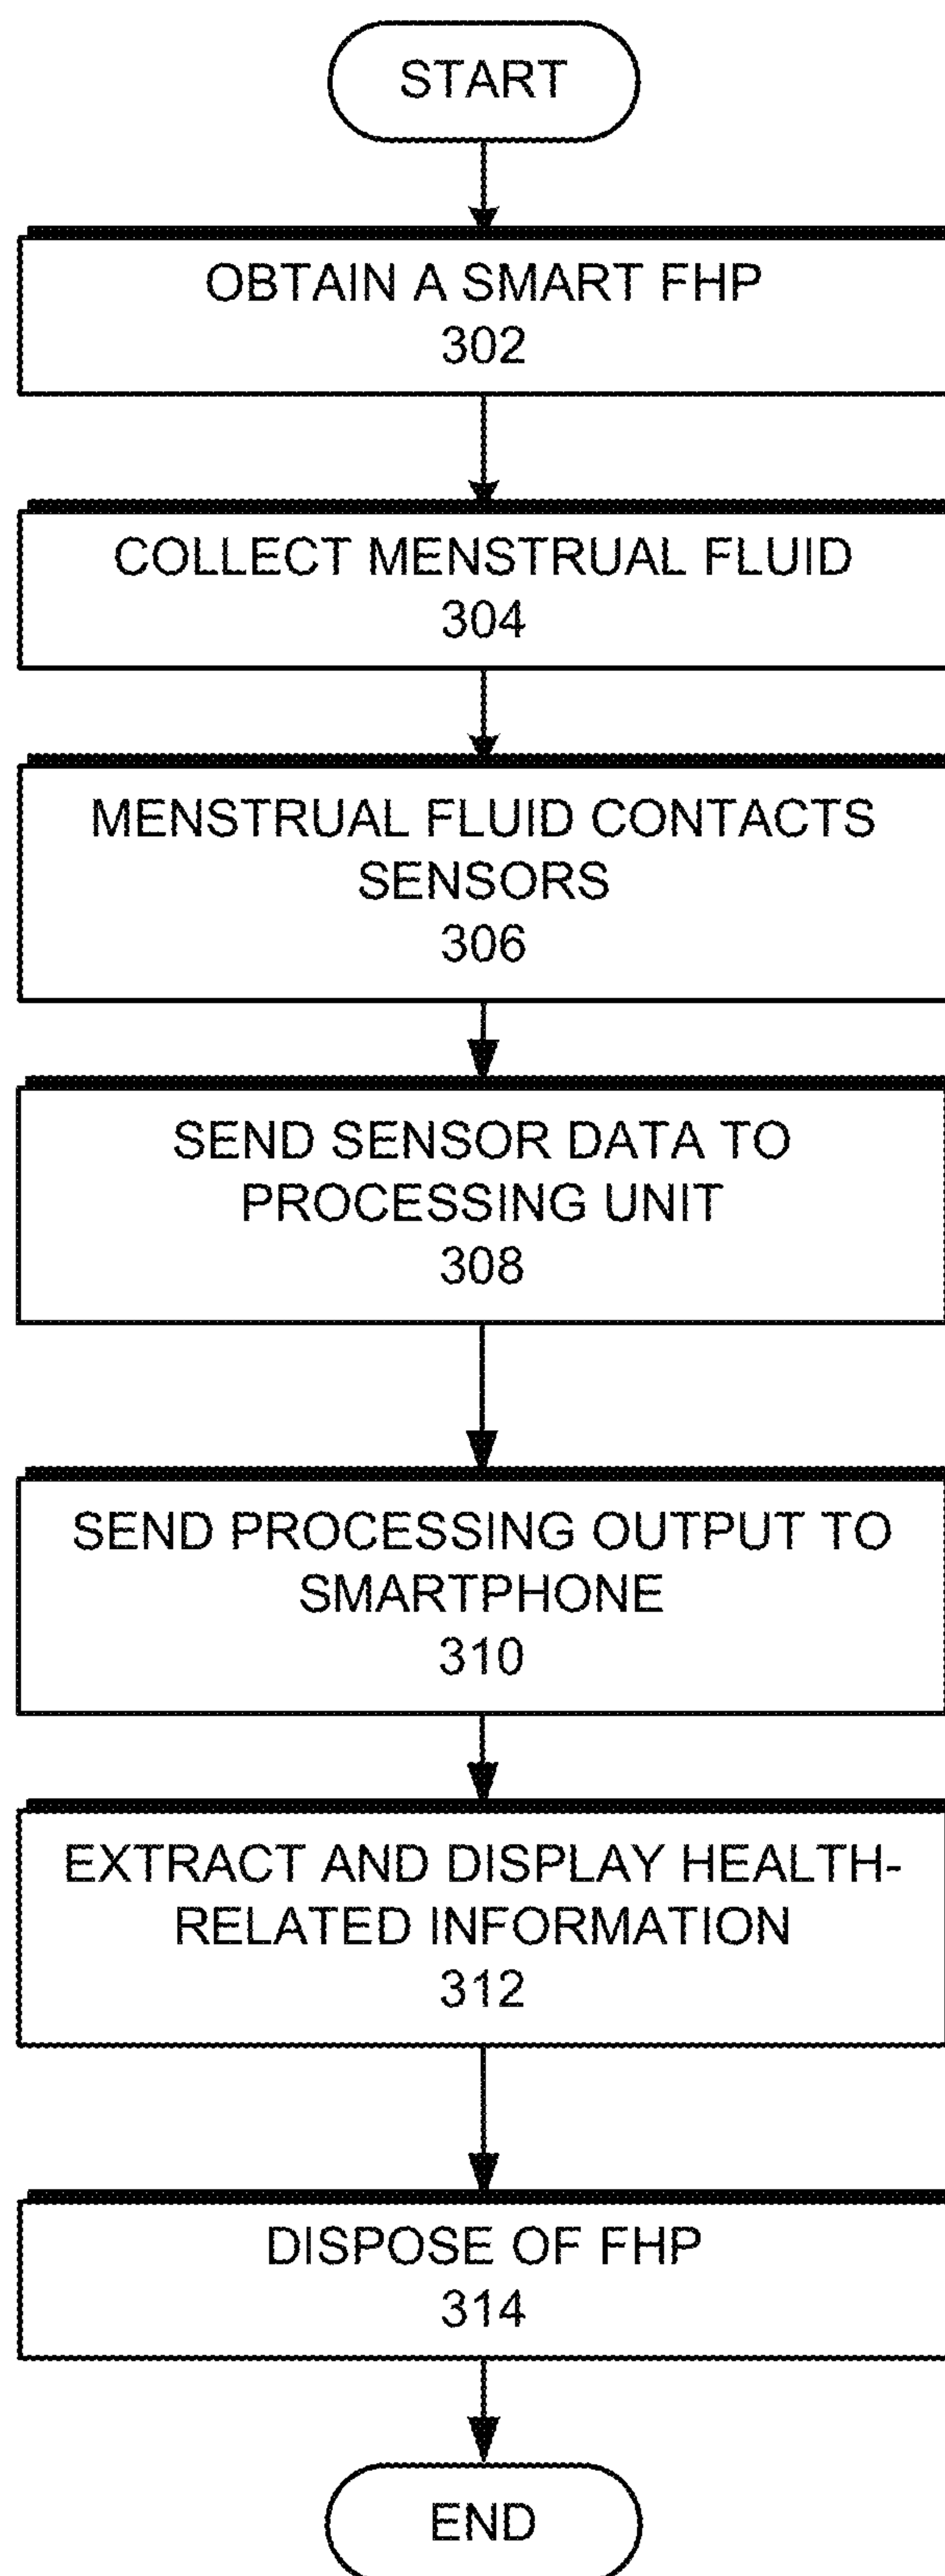 START
OBTAIN A SMART FHP
302
COLLECT MENSTRUAL FLUID
304
MENSTRUAL FLUID CONTACTS
SENSORS
306
SEND SENSOR DATA TO
PROCESSING UNIT
308
SEND PROCESSING OUTPUT TO
SMARTPHONE
310
EXTRACT AND DISPLAY HEALTH-
RELATED INFORMATION
312
DISPOSE OF FHP
314
END